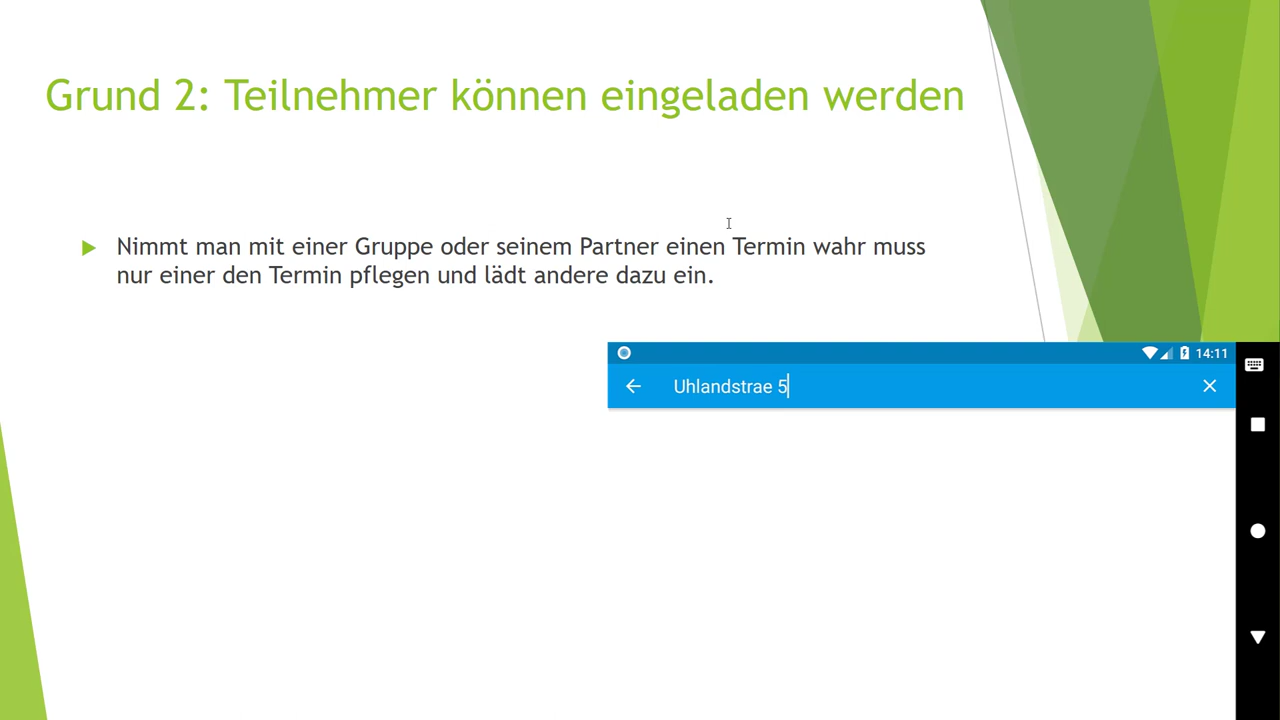 Grund 2: Teilnehmer können eingeladen werden
Nimmt man mit einer Gruppe oder seinem Partner einen Termin wahr muss
nur einer den Termin pflegen und lädt andere dazu ein.
14:11
Uhlandstrae 5